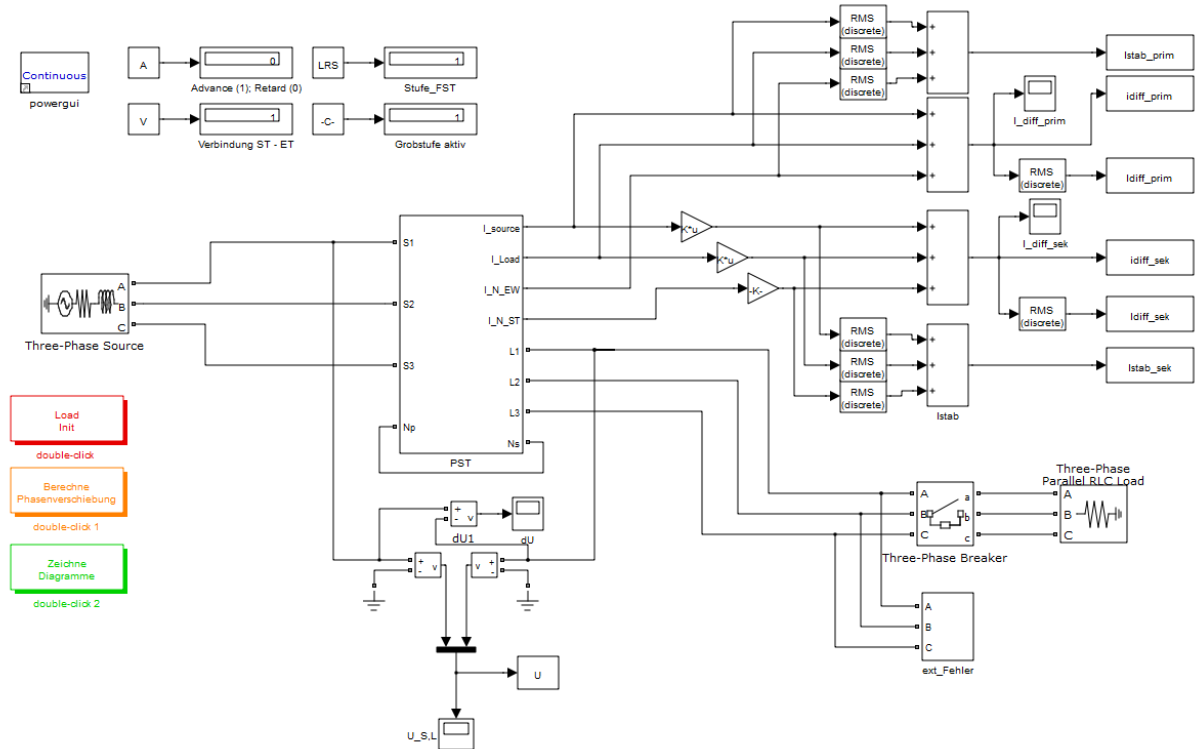 Continuous
powergui
A
0
Advance (1); Retard (0)
LRS
1
Stufe_FST
V
1
Verbindung ST - ET
-C-
1
Grobstufe aktiv
RMS
(discrete)
RMS
(discrete)
RMS
(discrete)
+
+
+
Istab_prim
+
+
+
I_diff_prim
idiff_prim
RMS
(discrete)
Idiff_prim
A
B
C
Three-Phase Source
S1
S2
S3
Np
I_source
I_Load
I_N_EW
I_N_ST
L1
L2
L3
Ns
PST
K*u
K*u
-K-
+
+
+
I_diff_sek
idiff_sek
RMS
(discrete)
Idiff_sek
RMS
(discrete)
RMS
(discrete)
RMS
(discrete)
+
+
+
Istab
Istab_sek
Load
Init
double-click
Berechne
Phasenverschiebung
double-click 1
Zeichne
Diagramme
double-click 2
+
-
v
dU1
dU
+
-
v
v
+
-
U
U_S,L
A
B
C
a
b
c
Three-Phase Breaker
Three-Phase
Parallel RLC Load
A
B
C
A
B
C
ext_Fehler